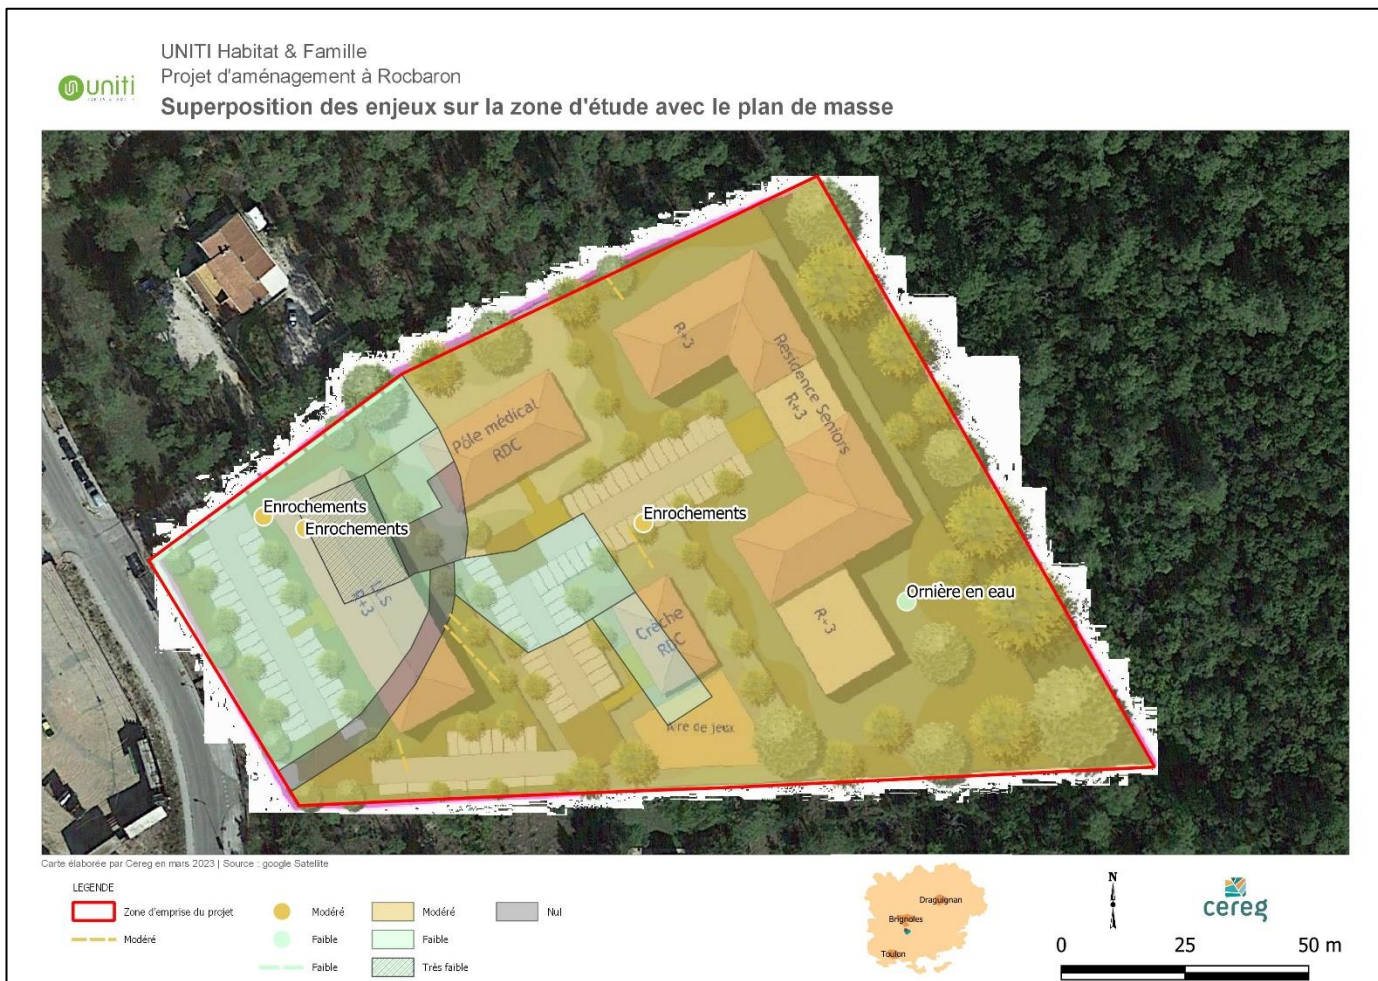 UNITI Habitat & Famille
Projet d'aménagement à Rocbaron
uniti
Superposition des enjeux sur la zone d'étude avec le plan de masse
R+3
Residence Seniors
R+3
Pôle médical
RDC
Enrochements
Enrochements
Enrochements
R+3
Ornière en eau
Crèche
RDC
R+3
Aire de jeux
Carte élaborée par Cereg en mars 2023 | Source : google Satellite
LEGENDE
Zone d'emprise du projet
Modéré
Modéré
Faible
Faible
Modéré
Faible
Très faible
Nul
Draguignan
Brignoles
Toulon
N
cereg
0 25 50 m